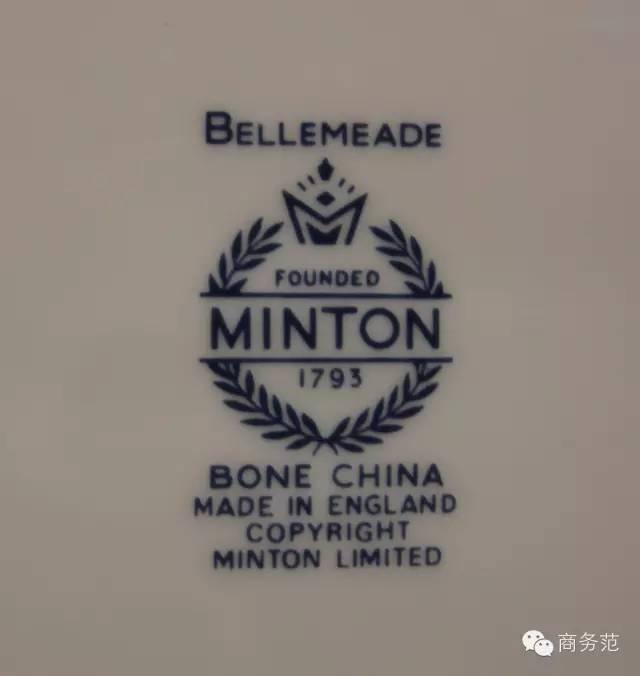 BELLEMEADE
FOUNDED
MINTON
1793
BONE CHINA
MADE IN ENGLAND
COPYRIGHT
MINTON LIMITED
商务范